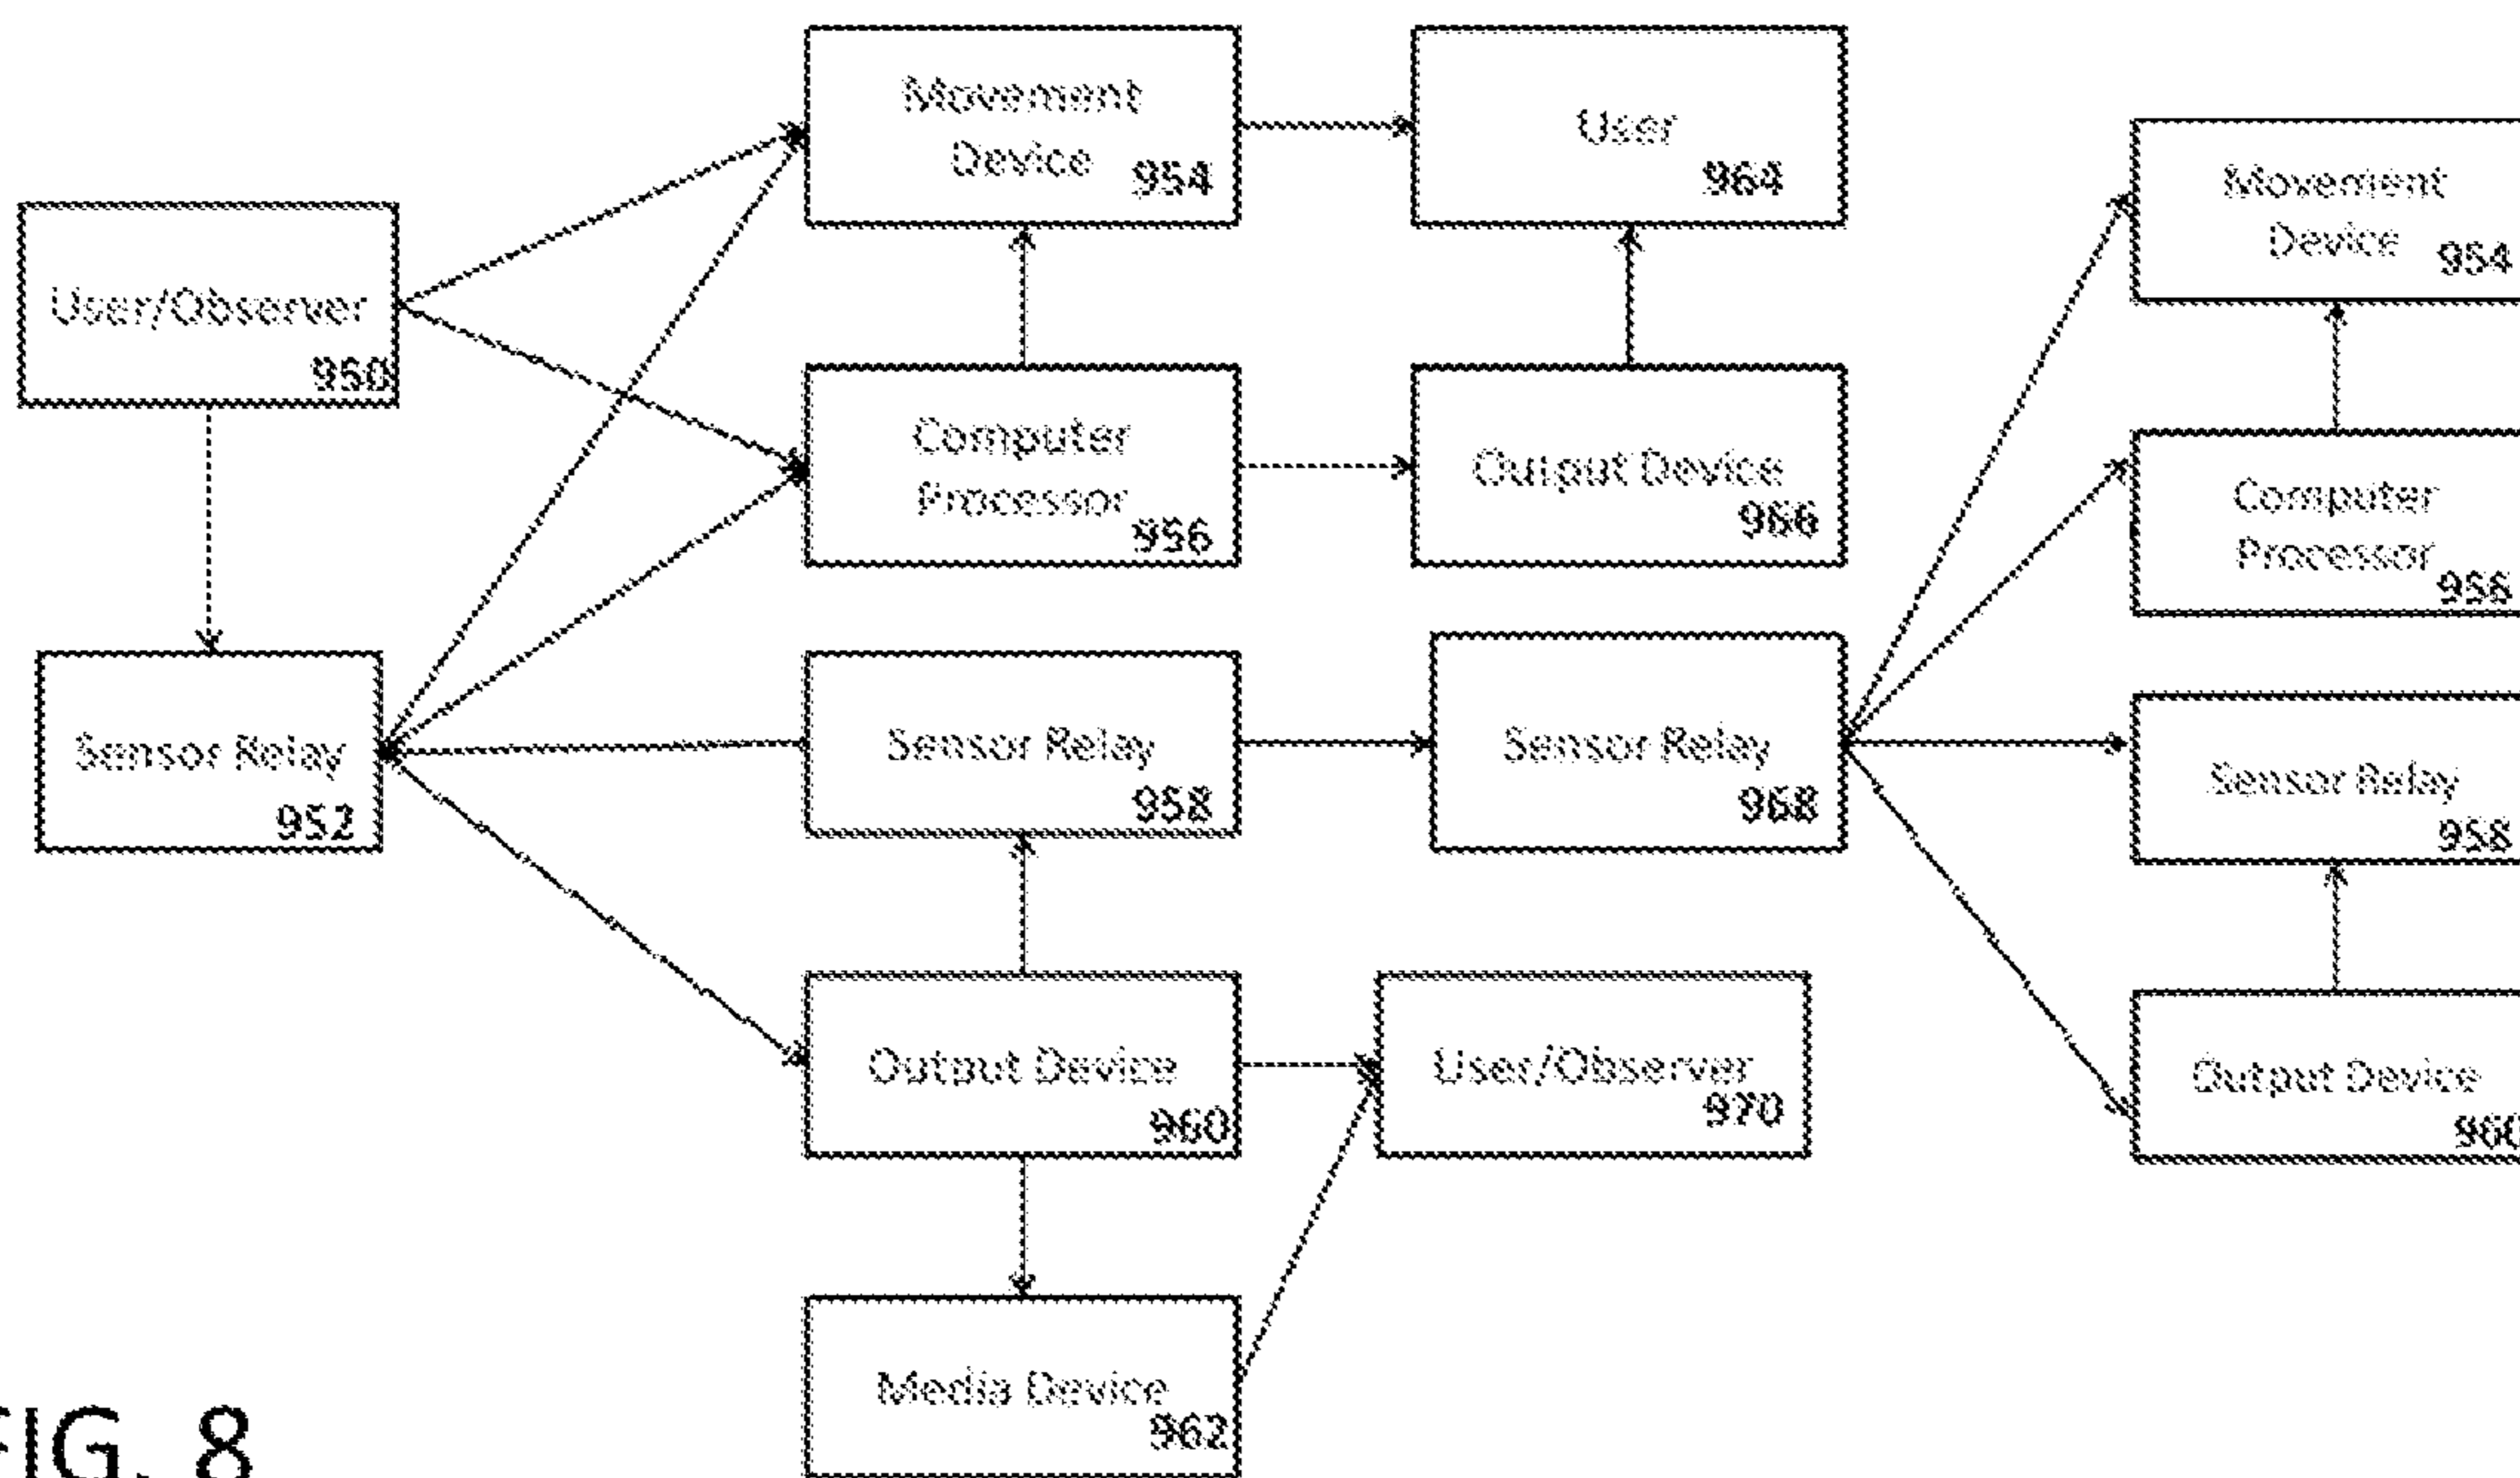 Movement
Device
954
User
964
Movement
Device
954
User/Observer
950
Computer
Processor
956
Output Device
966
Computer
Processor
956
Sensor Relay
952
Sensor Relay
958
Sensor Relay
968
Sensor Relay
958
Output Device
960
User/Observer
970
Output Device
960
Media Device
962
FIG. 8